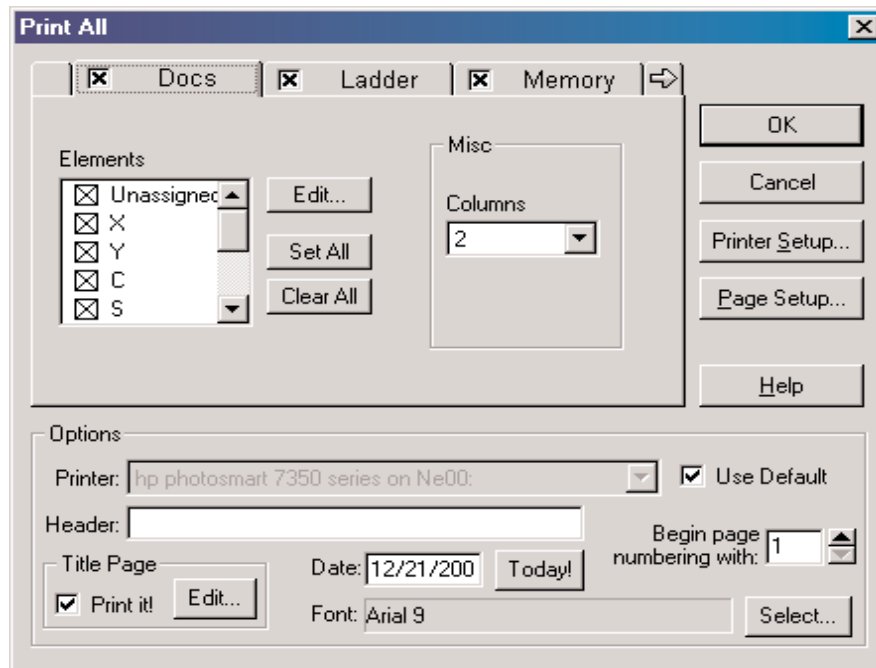 Print All
Docs
Ladder
Memory
OK
Cancel
Printer Setup...
Page Setup...
Help
Elements
Unassigned
X
Y
C
S
Edit...
Set All
Clear All
Misc
Columns
2
Options
Printer: hp photosmart 7350 series on Ne00:
Use Default
Header:
Begin page
numbering with: 1
Title Page
Print it!
Edit...
Date: 12/21/200
Today!
Font: Arial 9
Select...